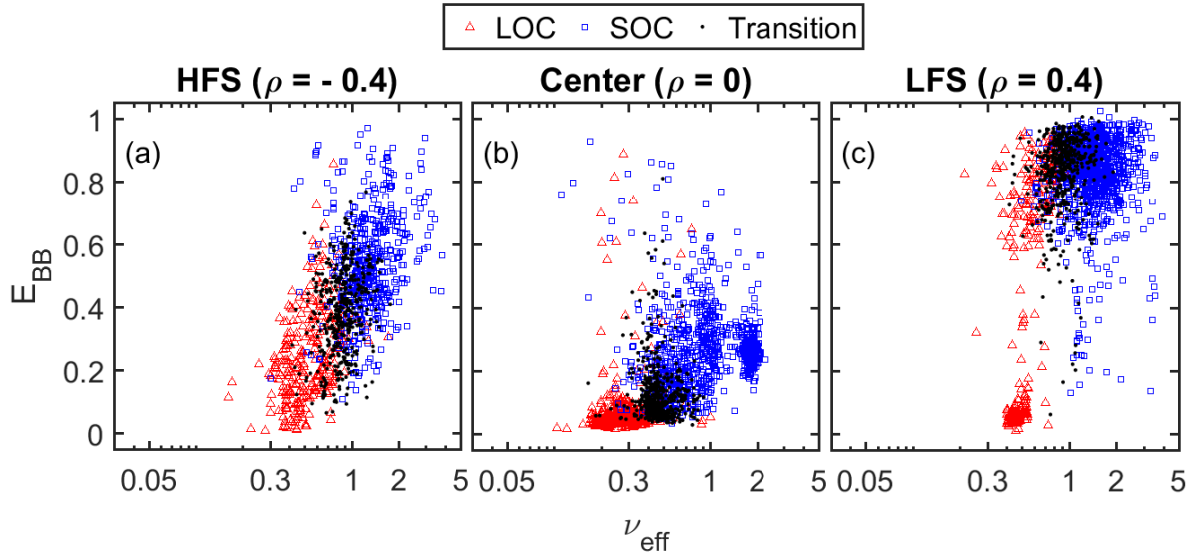 LOC SOC Transition
HFS (ρ = - 0.4) Center (ρ = 0) LFS (ρ = 0.4)
(a) (b) (c)
1
0.8
0.6
0.4
0.2
0
E_BB
0.05 0.3 1 2 5 0.05 0.3 1 2 5 0.05 0.3 1 2 5
ν_eff